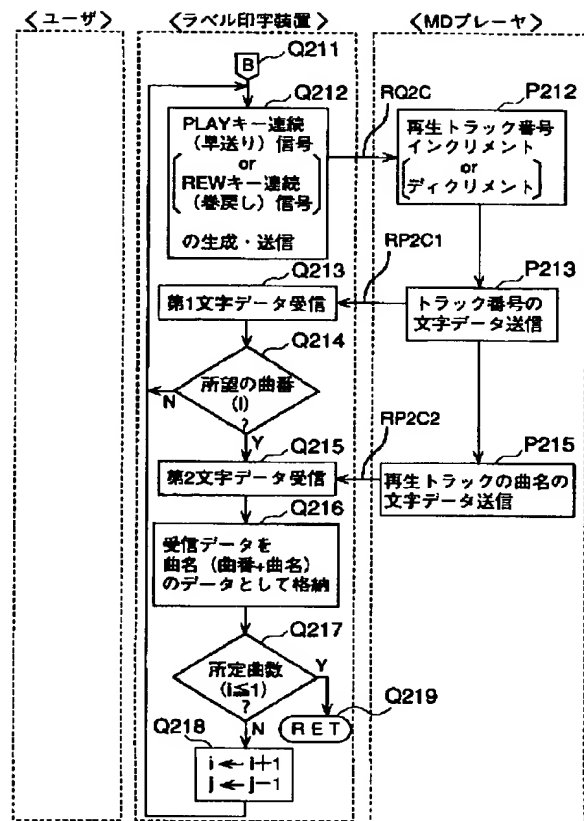 〈ユーザ〉
〈ラベル印字装置〉
〈MDプレーヤ〉
B
Q211
Q212
PLAYキー連続
(早送り)信号
or
REWキー連続
(巻戻し)信号
の生成・送信
RQ2C
P212
再生トラック番号
インクリメント
or
ディクリメント
Q213
第1文字データ受信
RP2C1
P213
トラック番号の
文字データ送信
Q214
所望の曲番
(I)
?
N
Y
Q215
第2文字データ受信
RP2C2
P215
再生トラックの曲名の
文字データ送信
Q216
受信データを
曲名(曲番+曲名)
のデータとして格納
Q217
所定曲数
(i≦1)
?
Y
N
Q219
RET
Q218
i←i+1
j←j-1